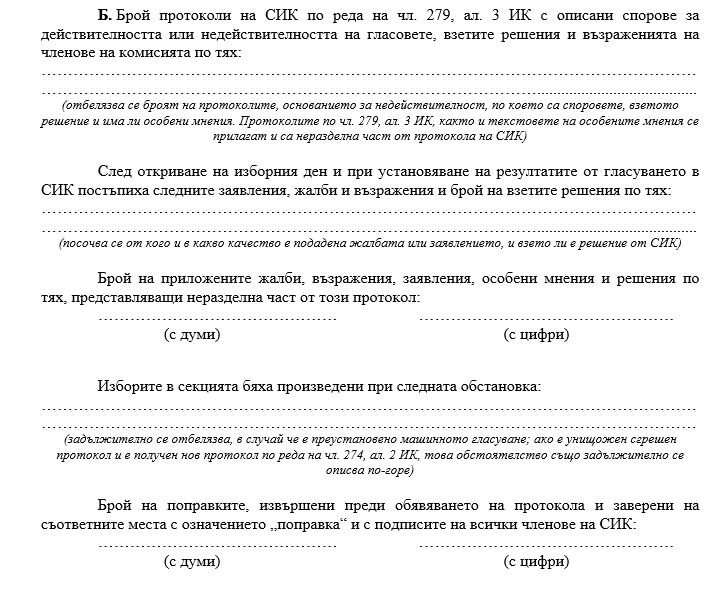 Б. Брой протоколи на СИК по реда на чл. 279, ал. 3 ИК с описани спорове за
действителността или недействителността на гласовете, взетите решения и възраженията на
членове на комисията по тях:
……………………………………………………………………………………………………………
……………………………………………………………………………………………………………
(отбелязва се броят на протоколите, основанието за недействителност, по което са споровете, взетото
решение и има ли особени мнения. Протоколите по чл. 279, ал. 3 ИК, както и текстовете на особените мнения се
прилагат и са неразделна част от протокола на СИК)
След откриване на изборния ден и при установяване на резултатите от гласуването в
СИК постъпиха следните заявления, жалби и възражения и брой на взетите решения по тях:
……………………………………………………………………………………………………………
……………………………………………………………………………………………………………
(посочва се от кого и в какво качество е подадена жалбата или заявлението, и взето ли е решение от СИК)
Брой на приложените жалби, възражения, заявления, особени мнения и решения по
тях, представляващи неразделна част от този протокол:
……………………………………… …………………………………………
(с думи) (с цифри)
Изборите в секцията бяха произведени при следната обстановка:
……………………………………………………………………………………………………………
……………………………………………………………………………………………………………
(задължително се отбелязва, в случай че е преустановено машинното гласуване; ако е унищожен сгрешен
протокол и е получен нов протокол по реда на чл. 274, ал. 2 ИК, това обстоятелство също задължително се
описва по-горе)
Брой на поправките, извършени преди обявяването на протокола и заверени на
съответните места с означението „поправка“ и с подписите на всички членове на СИК:
……………………………………… …………………………………………
(с думи) (с цифри)